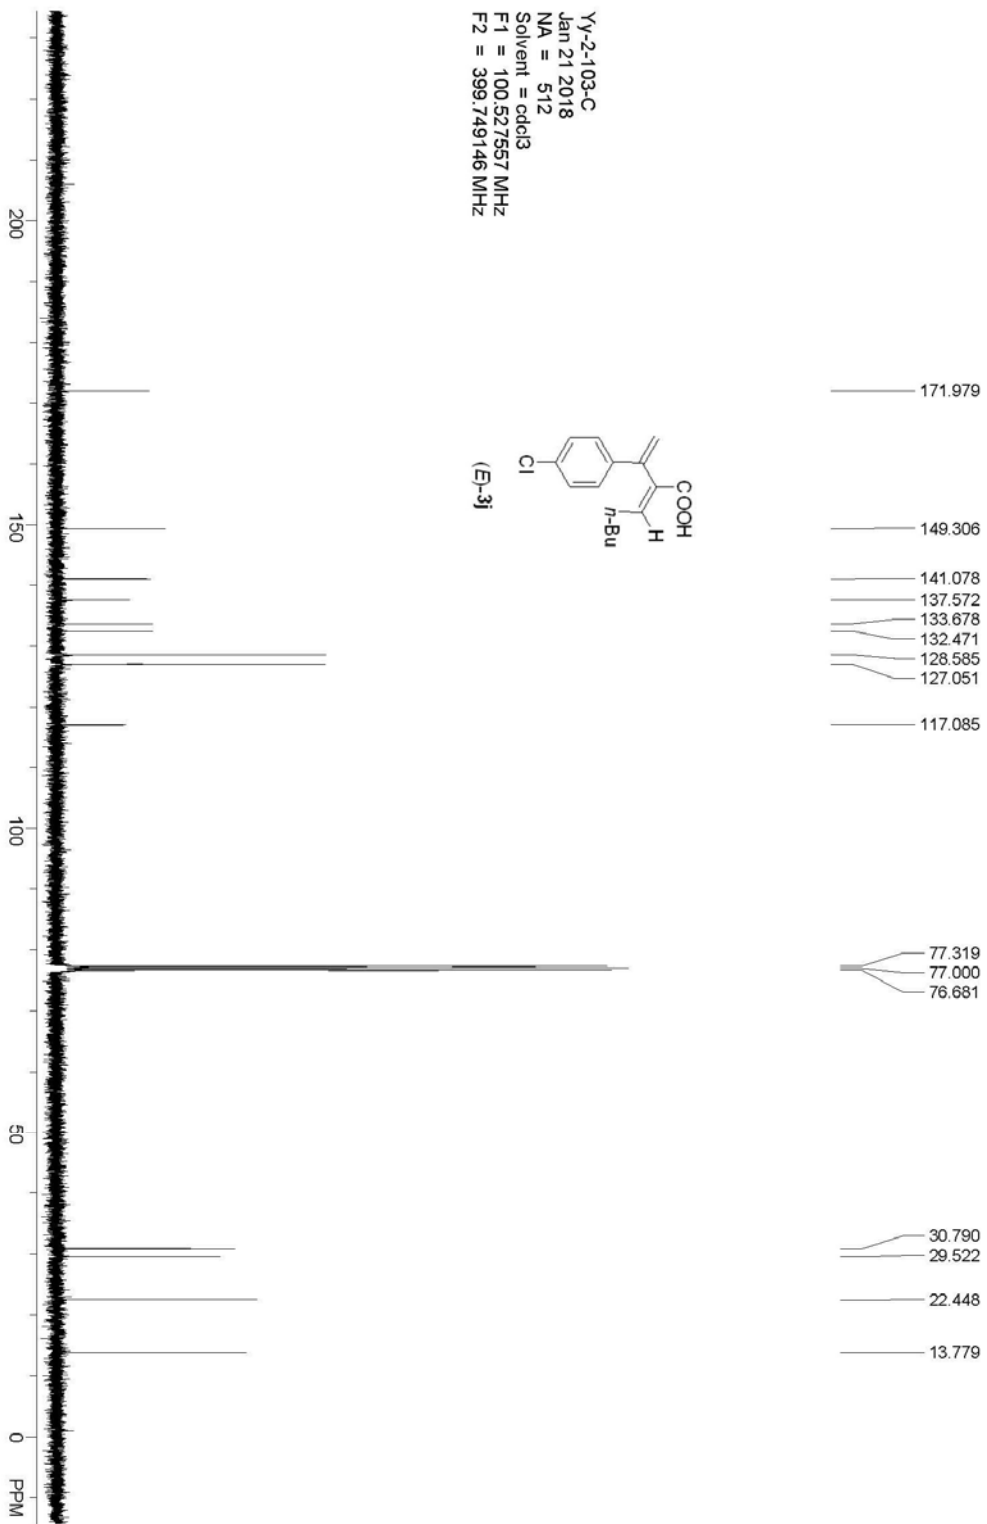 Yy-2-103-C
Jan 21 2018
NA = 512
Solvent = cdcl3
F1 = 100.527557 MHz
F2 = 399.749146 MHz
COOH
H
n-Bu
Cl
(E)-3j
171.979
149.306
141.078
137.572
133.678
132.471
128.585
127.051
117.085
77.319
77.000
76.681
30.790
29.522
22.448
13.779
200
150
100
50
0
PPM